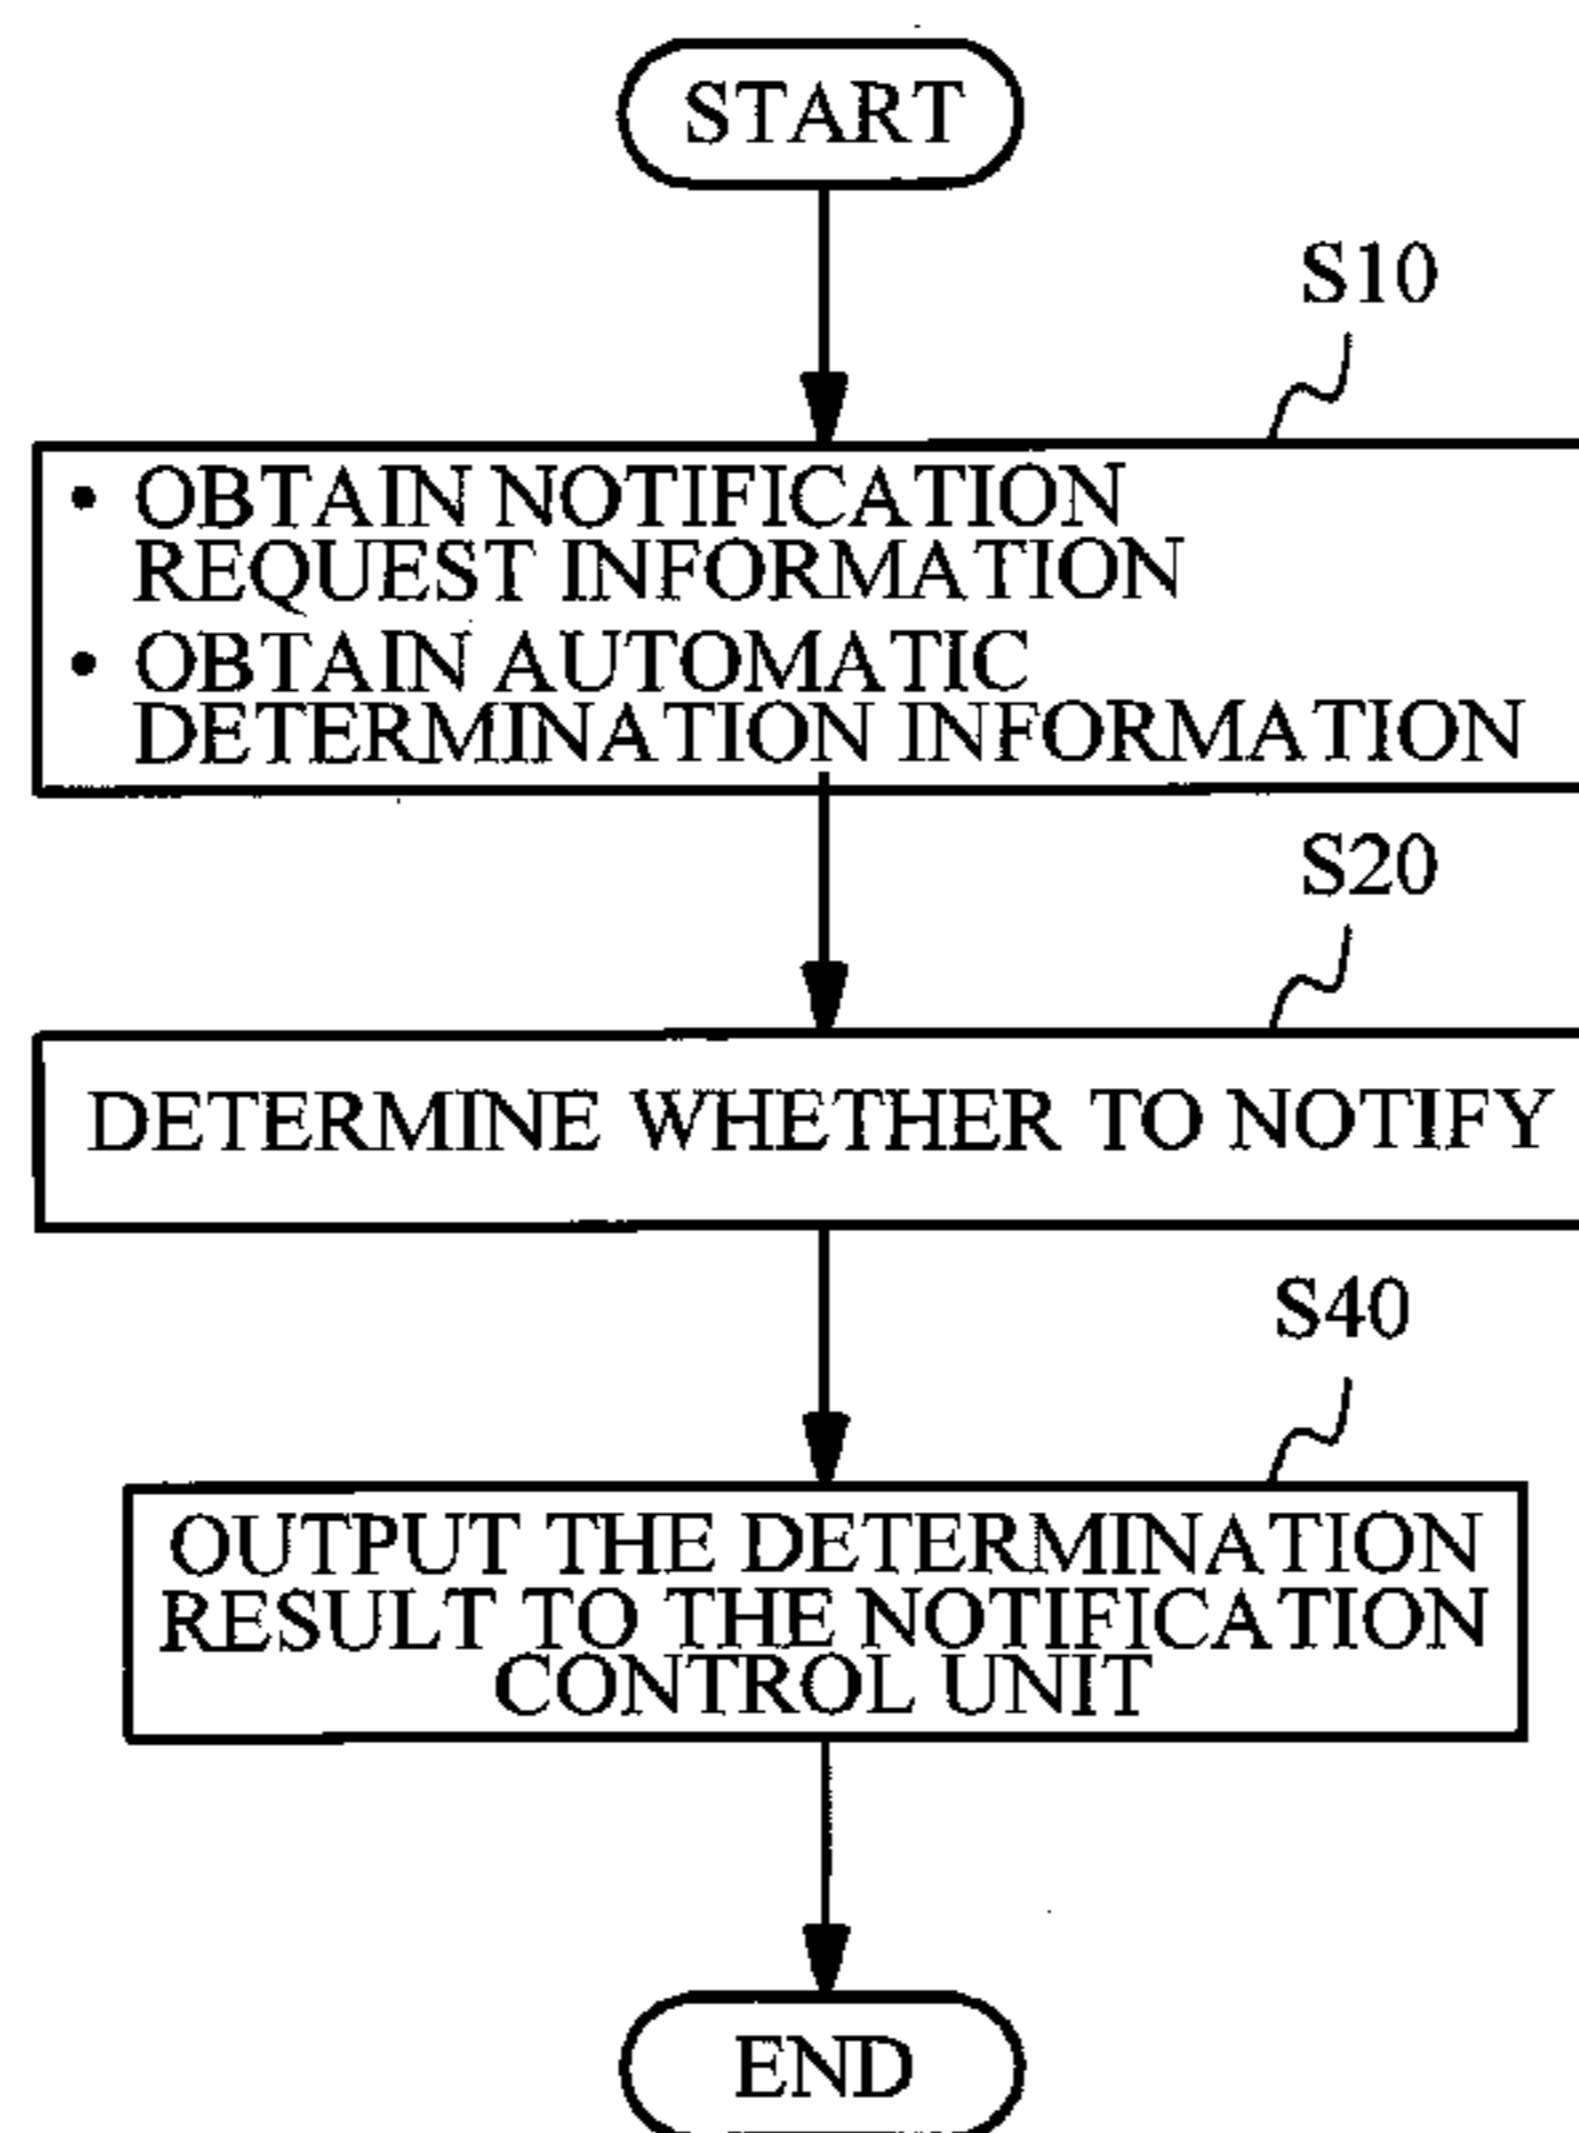 START
S10
• OBTAIN NOTIFICATION
REQUEST INFORMATION
• OBTAIN AUTOMATIC
DETERMINATION INFORMATION
S20
DETERMINE WHETHER TO NOTIFY
S40
OUTPUT THE DETERMINATION
RESULT TO THE NOTIFICATION
CONTROL UNIT
END